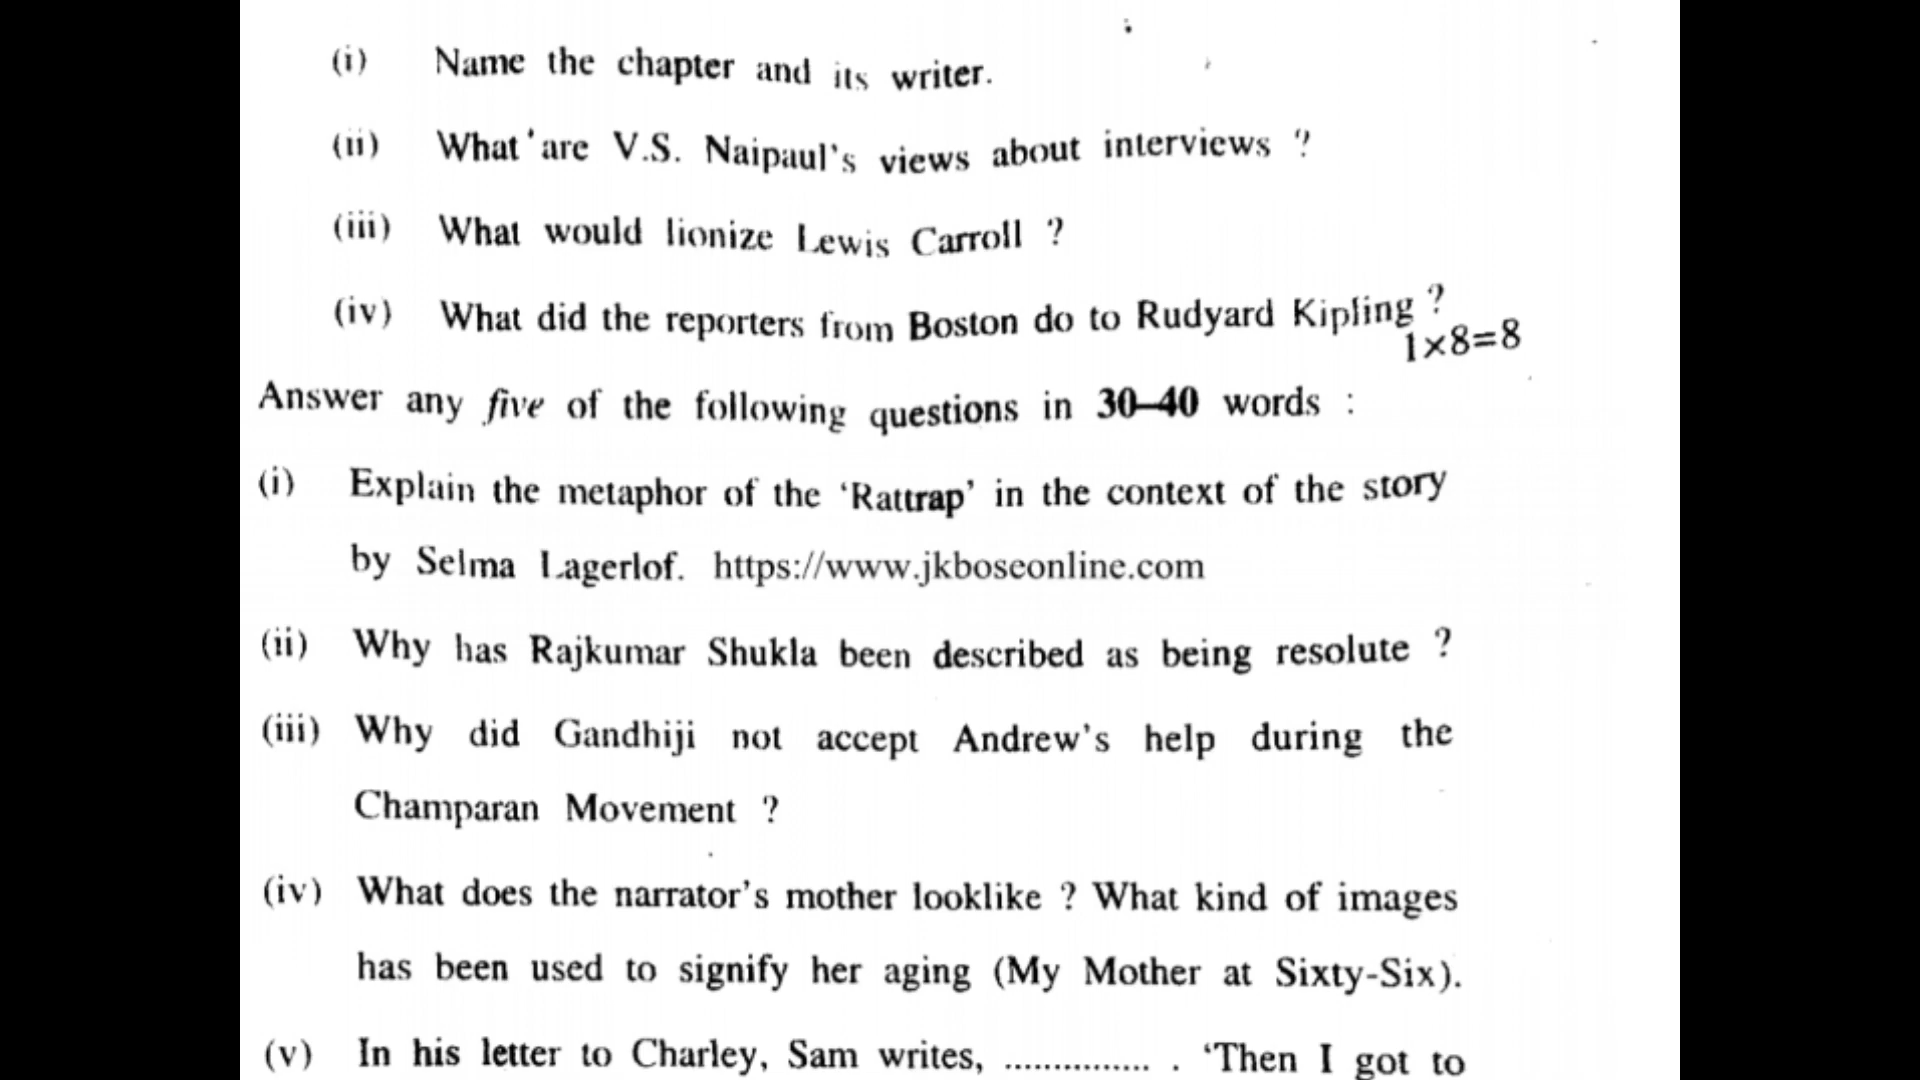 (i) Name the chapter and its writer.
(ii) What are V.S. Naipaul's views about interviews ?
(iii) What would lionize Lewis Carroll ?
(iv) What did the reporters from Boston do to Rudyard Kipling ?
1×8=8
Answer any five of the following questions in 30–40 words :
(i) Explain the metaphor of the ‘Rattrap’ in the context of the story
by Selma Lagerlof. https://www.jkboseonline.com
(ii) Why has Rajkumar Shukla been described as being resolute ?
(iii) Why did Gandhiji not accept Andrew's help during the
Champaran Movement ?
(iv) What does the narrator's mother looklike ? What kind of images
has been used to signify her aging (My Mother at Sixty-Six).
(v) In his letter to Charley, Sam writes, ............... . ‘Then I got to